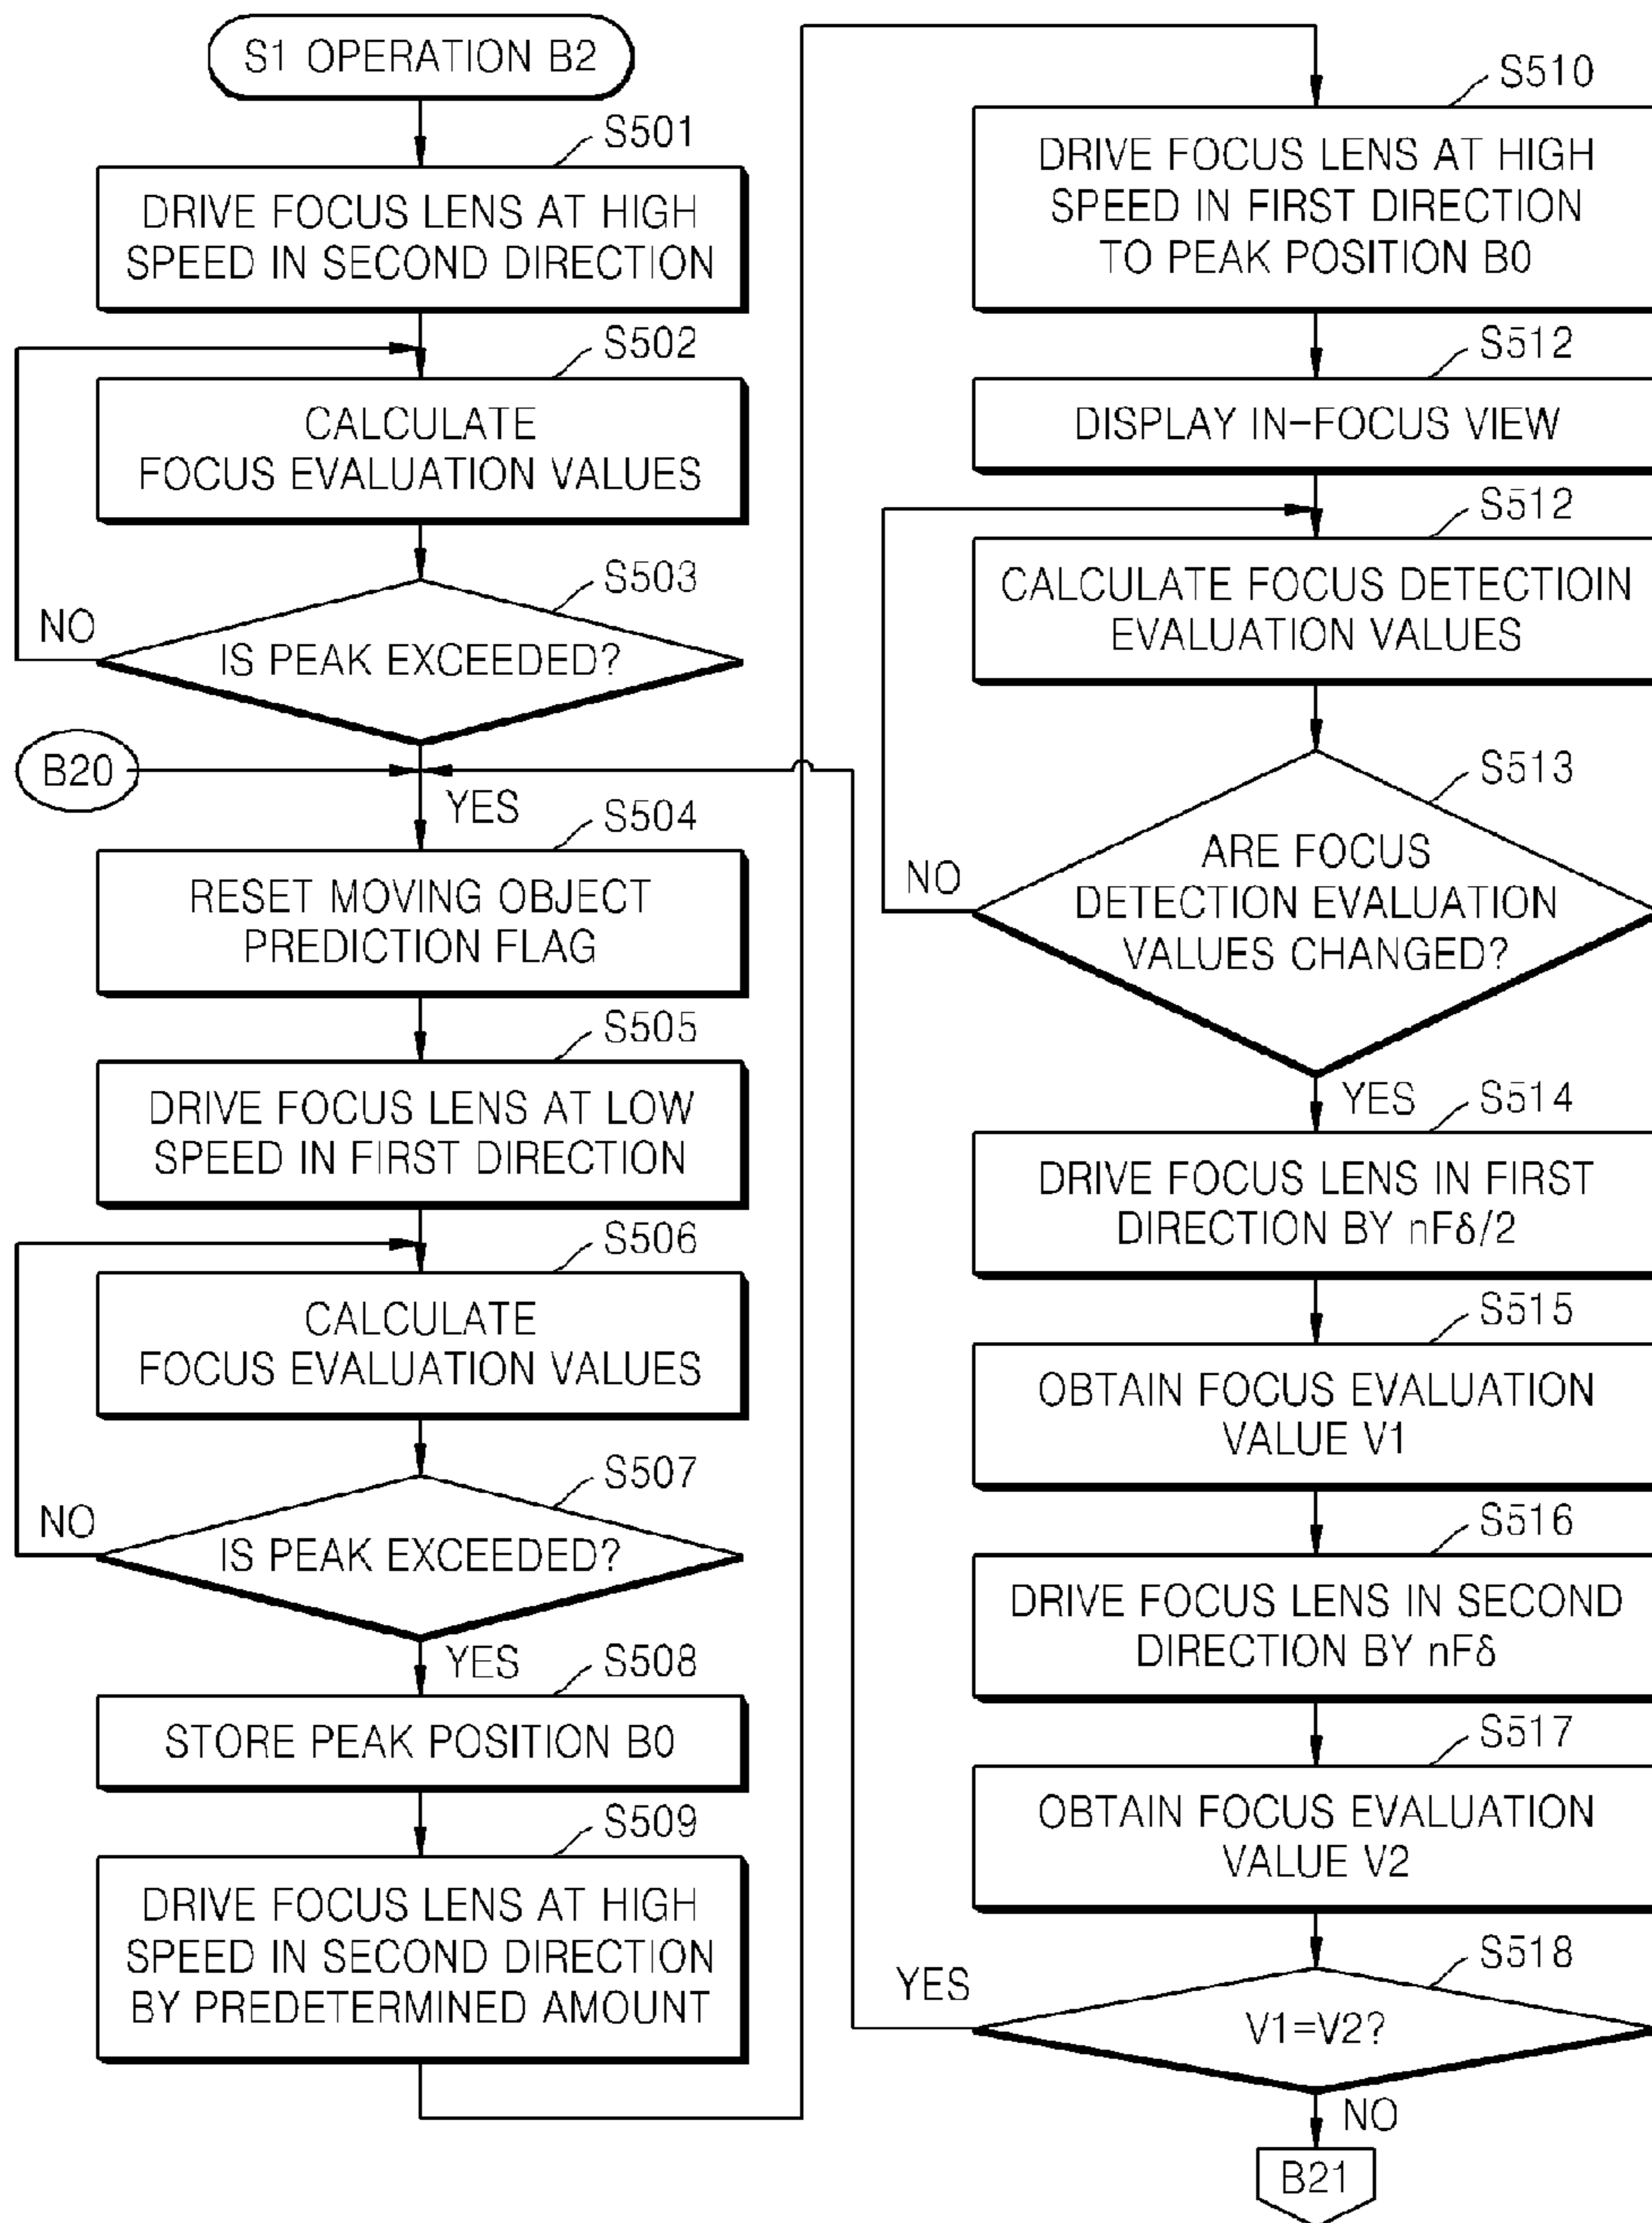 S1 OPERATION B2
S501
DRIVE FOCUS LENS AT HIGH
SPEED IN SECOND DIRECTION
S502
CALCULATE
FOCUS EVALUATION VALUES
S503
NO
IS PEAK EXCEEDED?
B20
YES
S504
RESET MOVING OBJECT
PREDICTION FLAG
S505
DRIVE FOCUS LENS AT LOW
SPEED IN FIRST DIRECTION
S506
CALCULATE
FOCUS EVALUATION VALUES
S507
NO
IS PEAK EXCEEDED?
YES
S508
STORE PEAK POSITION B0
S509
DRIVE FOCUS LENS AT HIGH
SPEED IN SECOND DIRECTION
BY PREDETERMINED AMOUNT
S510
DRIVE FOCUS LENS AT HIGH
SPEED IN FIRST DIRECTION
TO PEAK POSITION B0
S512
DISPLAY IN-FOCUS VIEW
S512
CALCULATE FOCUS DETECTIOIN
EVALUATION VALUES
S513
NO
ARE FOCUS
DETECTION EVALUATION
VALUES CHANGED?
YES
S514
DRIVE FOCUS LENS IN FIRST
DIRECTION BY nFδ/2
S515
OBTAIN FOCUS EVALUATION
VALUE V1
S516
DRIVE FOCUS LENS IN SECOND
DIRECTION BY nFδ
S517
OBTAIN FOCUS EVALUATION
VALUE V2
S518
YES
V1=V2?
NO
B21